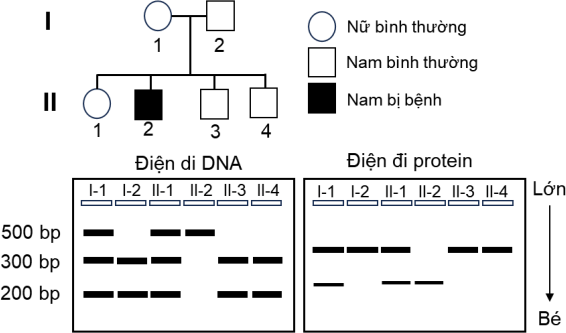 I
1 2
Nữ bình thường
Nam bình thường
Nam bị bệnh
II
1 2 3 4
Điện di DNA
Điện đi protein
I-1 I-2 II-1 II-2 II-3 II-4
I-1 I-2 II-1 II-2 II-3 II-4
Lớn
500 bp
300 bp
200 bp
Bé